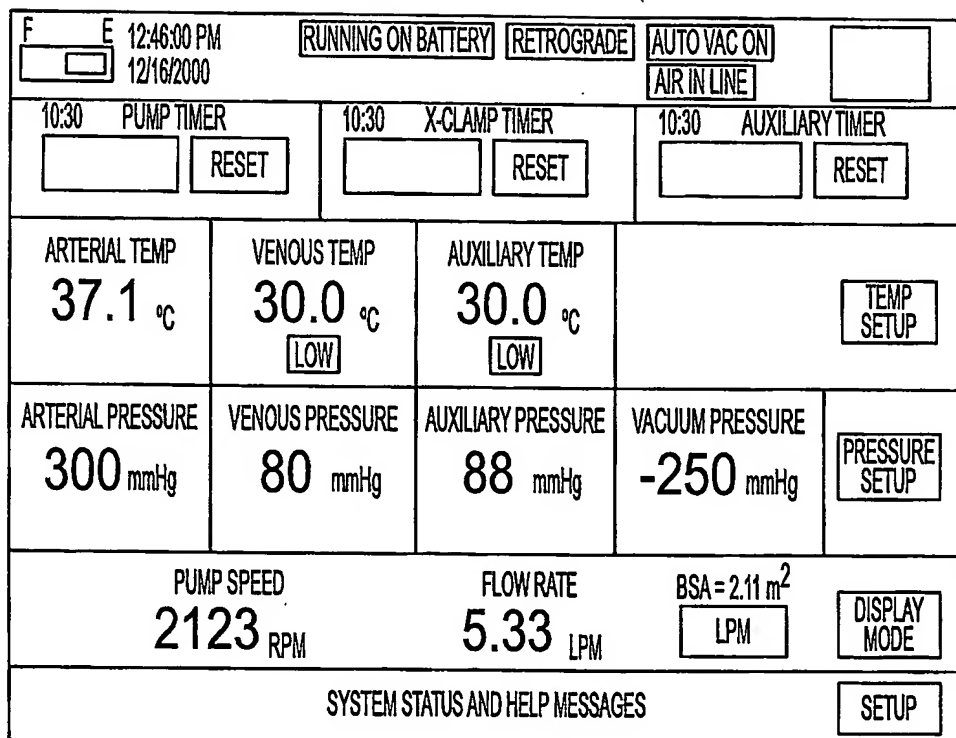 F E 12:46:00 PM RUNNING ON BATTERY RETROGRADE AUTO VAC ON
12/16/2000 AIR IN LINE
10:30 PUMP TIMER 10:30 X-CLAMP TIMER 10:30 AUXILIARY TIMER
RESET RESET RESET
ARTERIAL TEMP VENOUS TEMP AUXILIARY TEMP
37.1 ºC 30.0 ºC 30.0 ºC TEMP SETUP
LOW LOW
ARTERIAL PRESSURE VENOUS PRESSURE AUXILIARY PRESSURE VACUUM PRESSURE
300 mmHg 80 mmHg 88 mmHg -250 mmHg PRESSURE SETUP
PUMP SPEED FLOW RATE BSA = 2.11 m²
2123 RPM 5.33 LPM LPM DISPLAY MODE
SYSTEM STATUS AND HELP MESSAGES SETUP